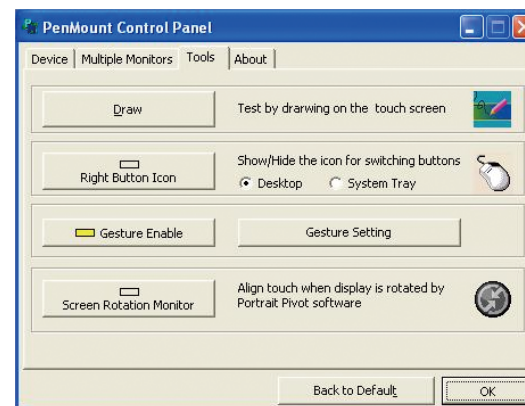 PenMount Control Panel
Device Multiple Monitors Tools About
Draw Test by drarwing on the touch screen
Right Button Icon
Show/Hide the icon for switching buttons
Desktop System Tray
Gesture Enable Gesture Setting
Screen Rotation Monitor
Align touch when display is rotated by
Portrait Pivot software
Back to Default OK